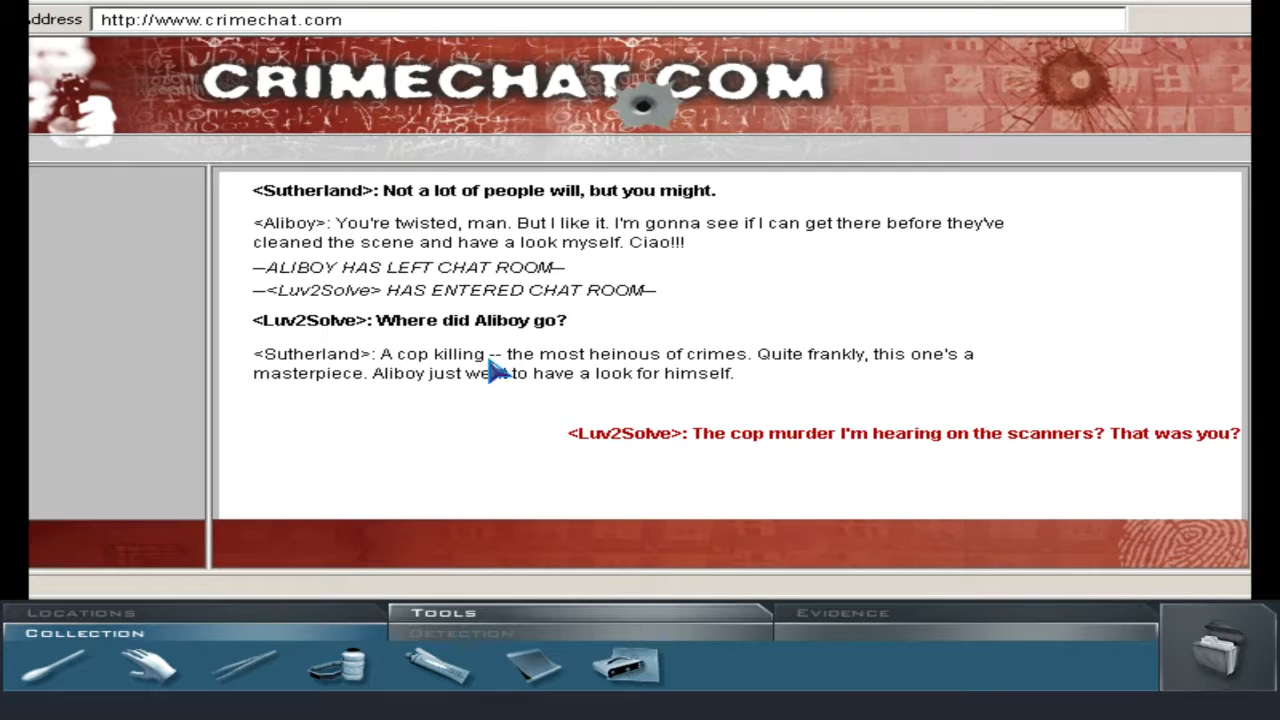 Address http://www.crimechat.com
CRIMECHAT.COM
<Sutherland>: Not a lot of people will, but you might.
<Aliboy>: You're twisted, man. But I like it. I'm gonna see if I can get there before they've
cleaned the scene and have a look myself. Ciao!!!
—ALIBOY HAS LEFT CHAT ROOM—
—<Luv2Solve> HAS ENTERED CHAT ROOM—
<Luv2Solve>: Where did Aliboy go?
<Sutherland>: A cop killing -- the most heinous of crimes. Quite frankly, this one's a
masterpiece. Aliboy just went to have a look for himself.
<Luv2Solve>: The cop murder I'm hearing on the scanners? That was you?
LOCATIONS TOOLS EVIDENCE
COLLECTION DETECTION